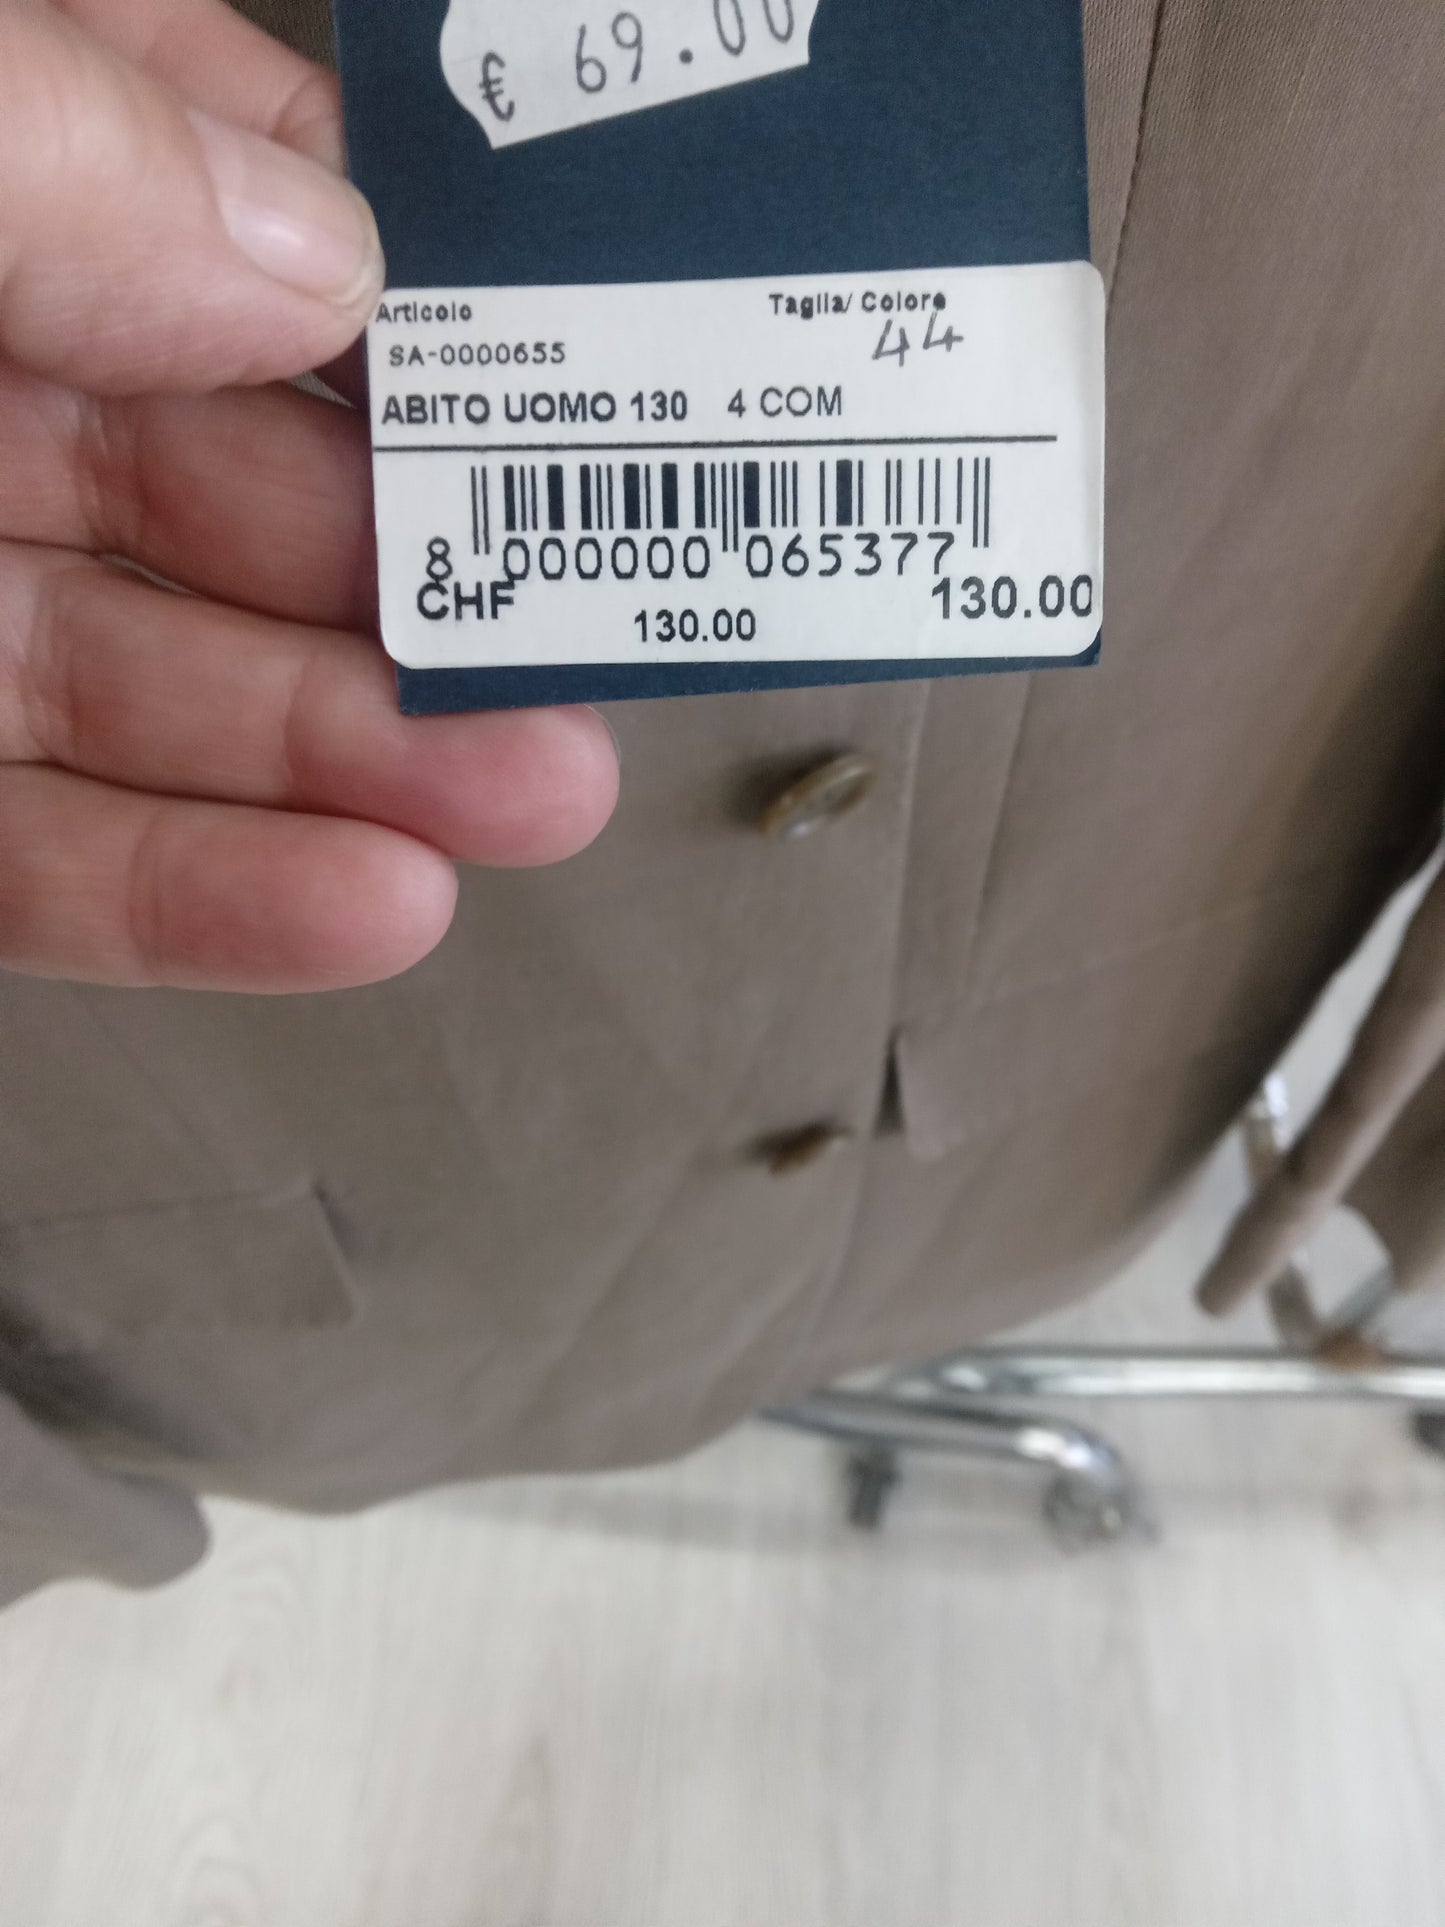 € 69.00
Articolo Taglia/ Colore
SA-0000655 44
ABITO UOMO 130 4 COM
8 000000 065377
CHF 130.00 130.00